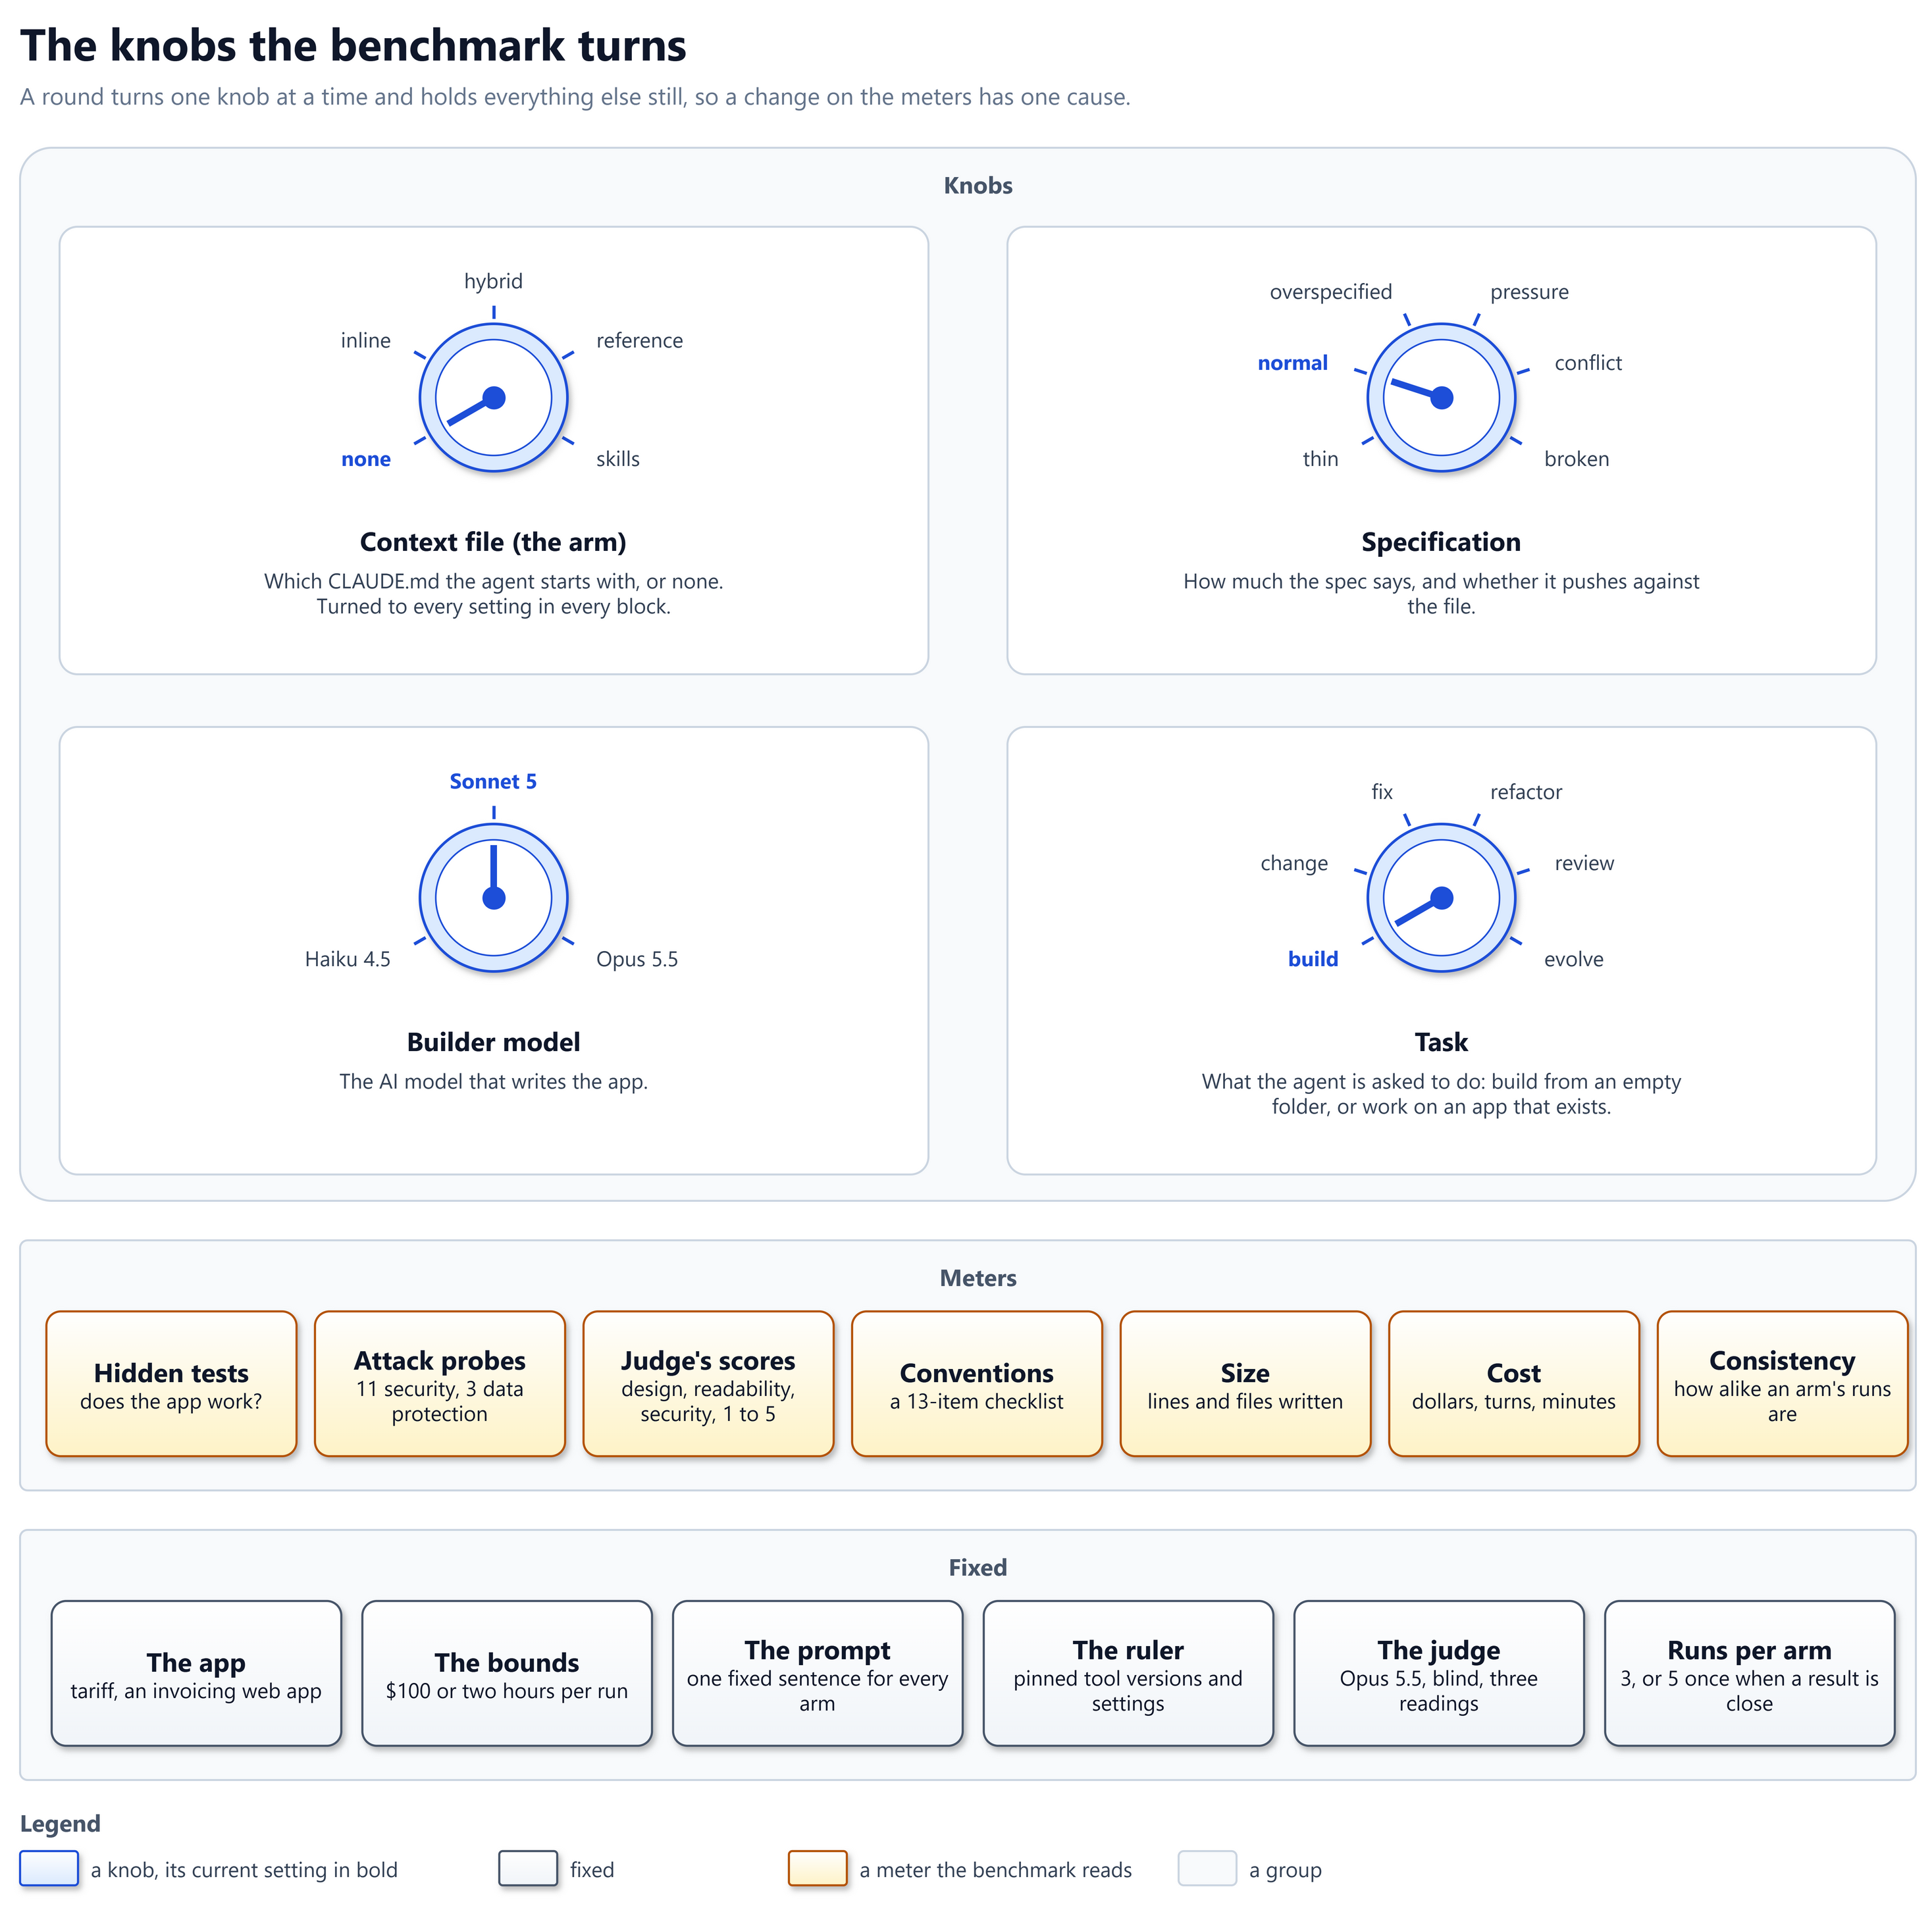 The knobs the benchmark turns
A round turns one knob at a time and holds everything else still, so a change on the meters has one cause.
Knobs
hybrid
inline
reference
none
skills
Context file (the arm)
Which CLAUDE.md the agent starts with, or none.
Turned to every setting in every block.
overspecified
pressure
normal
conflict
thin
broken
Specification
How much the spec says, and whether it pushes against
the file.
Sonnet 5
Haiku 4.5
Opus 5.5
Builder model
The AI model that writes the app.
fix
refactor
change
review
build
evolve
Task
What the agent is asked to do: build from an empty
folder, or work on an app that exists.
Meters
Hidden tests
does the app work?
Attack probes
11 security, 3 data
protection
Judge's scores
design, readability,
security, 1 to 5
Conventions
a 13-item checklist
Size
lines and files written
Cost
dollars, turns, minutes
Consistency
how alike an arm's runs
are
Fixed
The app
tariff, an invoicing web app
The bounds
$100 or two hours per run
The prompt
one fixed sentence for every
arm
The ruler
pinned tool versions and
settings
The judge
Opus 5.5, blind, three
readings
Runs per arm
3, or 5 once when a result is
close
Legend
a knob, its current setting in bold
fixed
a meter the benchmark reads
a group